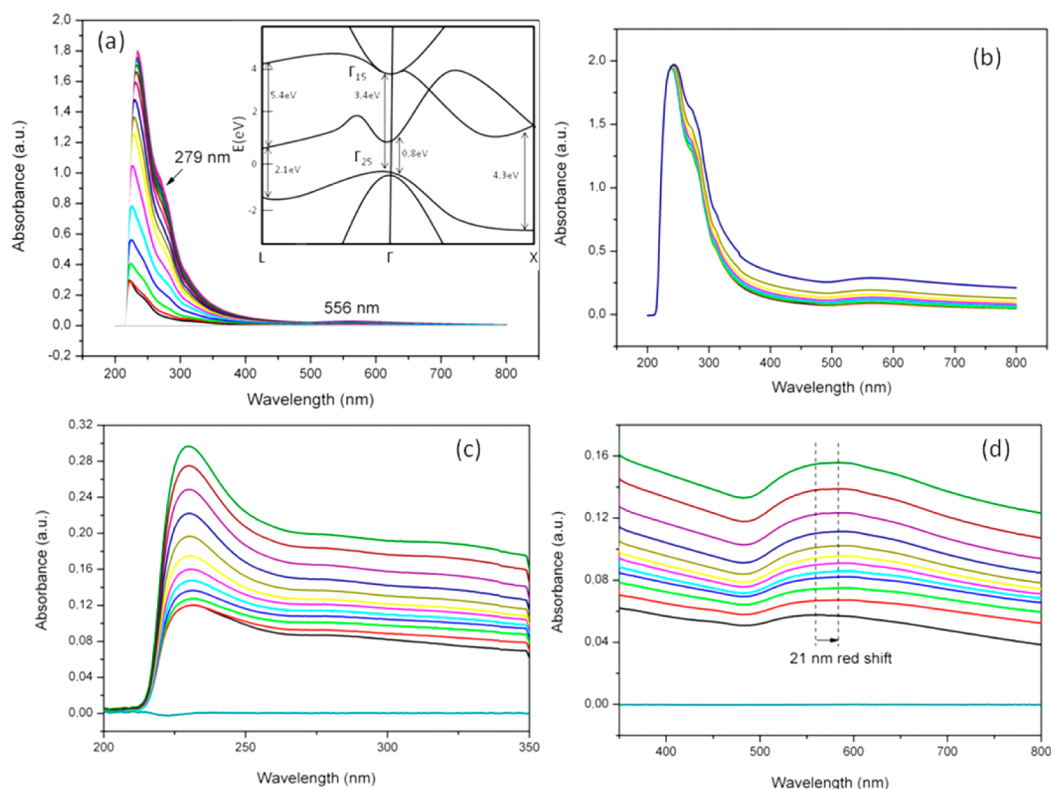 (a)
2.0
1.8
1.6
1.4
1.2
1.0
0.8
0.6
0.4
0.2
0.0
-0.2
Absorbance (a.u.)
200 300 400 500 600 700 800
Wavelength (nm)
279 nm
556 nm
E(eV)
4
2
0
-2
Γ15
Γ25
5.4eV
2.1eV
3,4eV
0,8eV
4,3eV
L Γ X
(b)
2.0
1.5
1.0
0.5
0.0
Absorbance (a.u.)
200 300 400 500 600 700 800
Wavelength (nm)
(c)
0.32
0.28
0.24
0.20
0.16
0.12
0.08
0.04
0.00
Absorbance (a.u.)
200 250 300 350
Wavelength (nm)
(d)
0.16
0.12
0.08
0.04
0.00
Absorbance (a.u.)
21 nm red shift
400 500 600 700 800
Wavelength (nm)